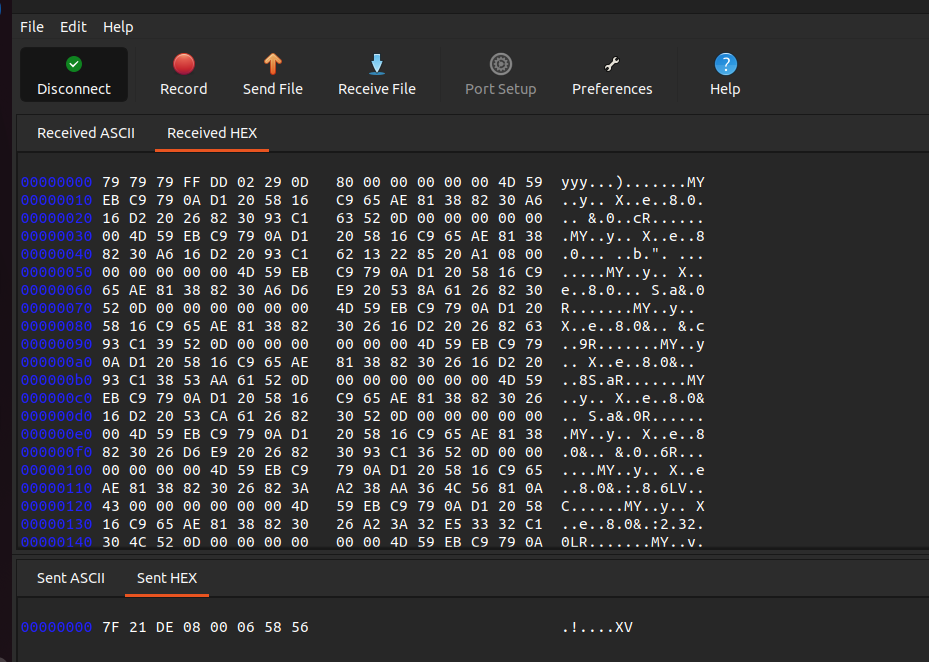 File Edit Help
Disconnect Record Send File Receive File Port Setup Preferences Help
Received ASCII Received HEX
00000000 79 79 79 FF DD 02 29 0D 80 00 00 00 00 00 4D 59 yyy...).......MY
00000010 EB C9 79 0A D1 20 58 16 C9 65 AE 81 38 82 30 A6 ..y.. X..e..8.0.
00000020 16 D2 20 26 82 30 93 C1 63 52 0D 00 00 00 00 00 .. &.0..cR......
00000030 00 4D 59 EB C9 79 0A D1 20 58 16 C9 65 AE 81 38 .MY..y.. X..e..8
00000040 82 30 A6 16 D2 20 93 C1 62 13 22 85 20 A1 08 00 .0... ..b.". ...
00000050 00 00 00 00 00 4D 59 EB C9 79 0A D1 20 58 16 C9 .....MY..y.. X..
00000060 65 AE 81 38 82 30 A6 D6 E9 20 53 8A 61 26 82 30 e..8.0... S.a&.0
00000070 52 0D 00 00 00 00 00 00 4D 59 EB C9 79 0A D1 20 R.......MY..y..
00000080 58 16 C9 65 AE 81 38 82 30 26 16 D2 20 26 82 63 X..e..8.0&.. &.c
00000090 93 C1 39 52 0D 00 00 00 00 00 00 4D 59 EB C9 79 ..9R.......MY..y
000000a0 0A D1 20 58 16 C9 65 AE 81 38 82 30 26 16 D2 20 .. X..e..8.0&..
000000b0 93 C1 38 53 AA 61 52 0D 00 00 00 00 00 00 4D 59 ..8S.aR.......MY
000000c0 EB C9 79 0A D1 20 58 16 C9 65 AE 81 38 82 30 26 ..y.. X..e..8.0&
000000d0 16 D2 20 53 CA 61 26 82 30 52 0D 00 00 00 00 00 .. S.a&.0R......
000000e0 00 4D 59 EB C9 79 0A D1 20 58 16 C9 65 AE 81 38 .MY..y.. X..e..8
000000f0 82 30 26 D6 E9 20 26 82 30 93 C1 36 52 0D 00 00 .0&.. &.0..6R...
00000100 00 00 00 00 4D 59 EB C9 79 0A D1 20 58 16 C9 65 ....MY..y.. X..e
00000110 AE 81 38 82 30 26 82 3A A2 38 AA 36 4C 56 81 0A ..8.0&.:.8.6LV..
00000120 43 00 00 00 00 00 00 4D 59 EB C9 79 0A D1 20 58 C......MY..y.. X
00000130 16 C9 65 AE 81 38 82 30 26 A2 3A 32 E5 33 32 C1 ..e..8.0&.:2.32.
00000140 30 4C 52 0D 00 00 00 00 00 00 4D 59 EB C9 79 0A 0LR.......MY..y.
Sent ASCII Sent HEX
00000000 7F 21 DE 08 00 06 58 56 .!....XV